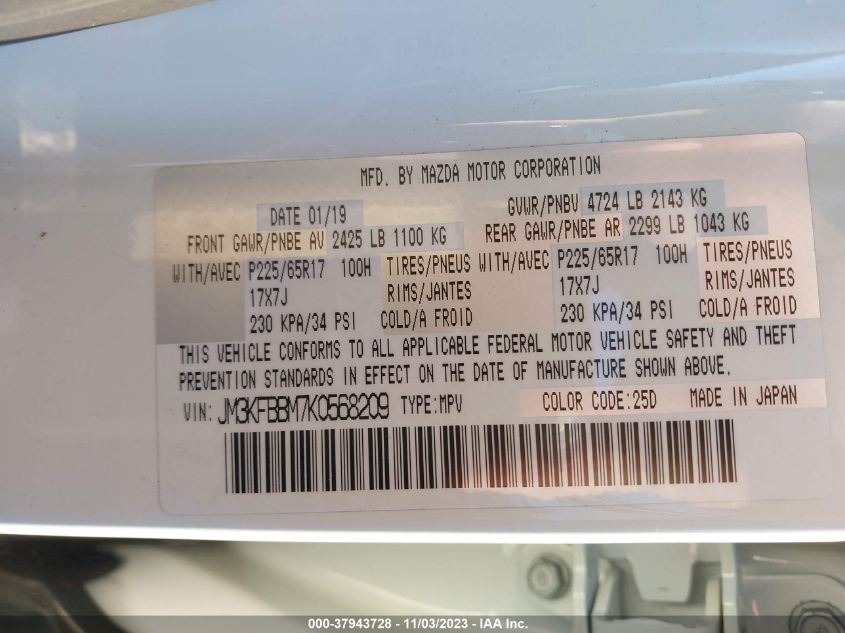 MFD. BY MAZDA MOTOR CORPORATION
DATE 01/19 GVWR/PNBV 4724 LB 2143 KG
FRONT GAWR/PNBE AV 2425 LB 1100 KG REAR GAWR/PNBE AR 2299 LB 1043 KG
WITH/AVEC P225/65R17 100H TIRES/PNEUS WITH/AVEC P225/65R17 100H TIRES/PNEUS
17X7J RIMS/JANTES 17X7J RIMS/JANTES
230 KPA/34 PSI COLD/A FROID 230 KPA/34 PSI COLD/A FROID
THIS VEHICLE CONFORMS TO ALL APPLICABLE FEDERAL MOTOR VEHICLE SAFETY AND THEFT
PREVENTION STANDARDS IN EFFECT ON THE DATE OF MANUFACTURE SHOWN ABOVE.
VIN: JM3KFBBM7K0568209 TYPE:MPV COLOR CODE:25D MADE IN JAPAN
000-37943728 - 11/03/2023 - IAA Inc.